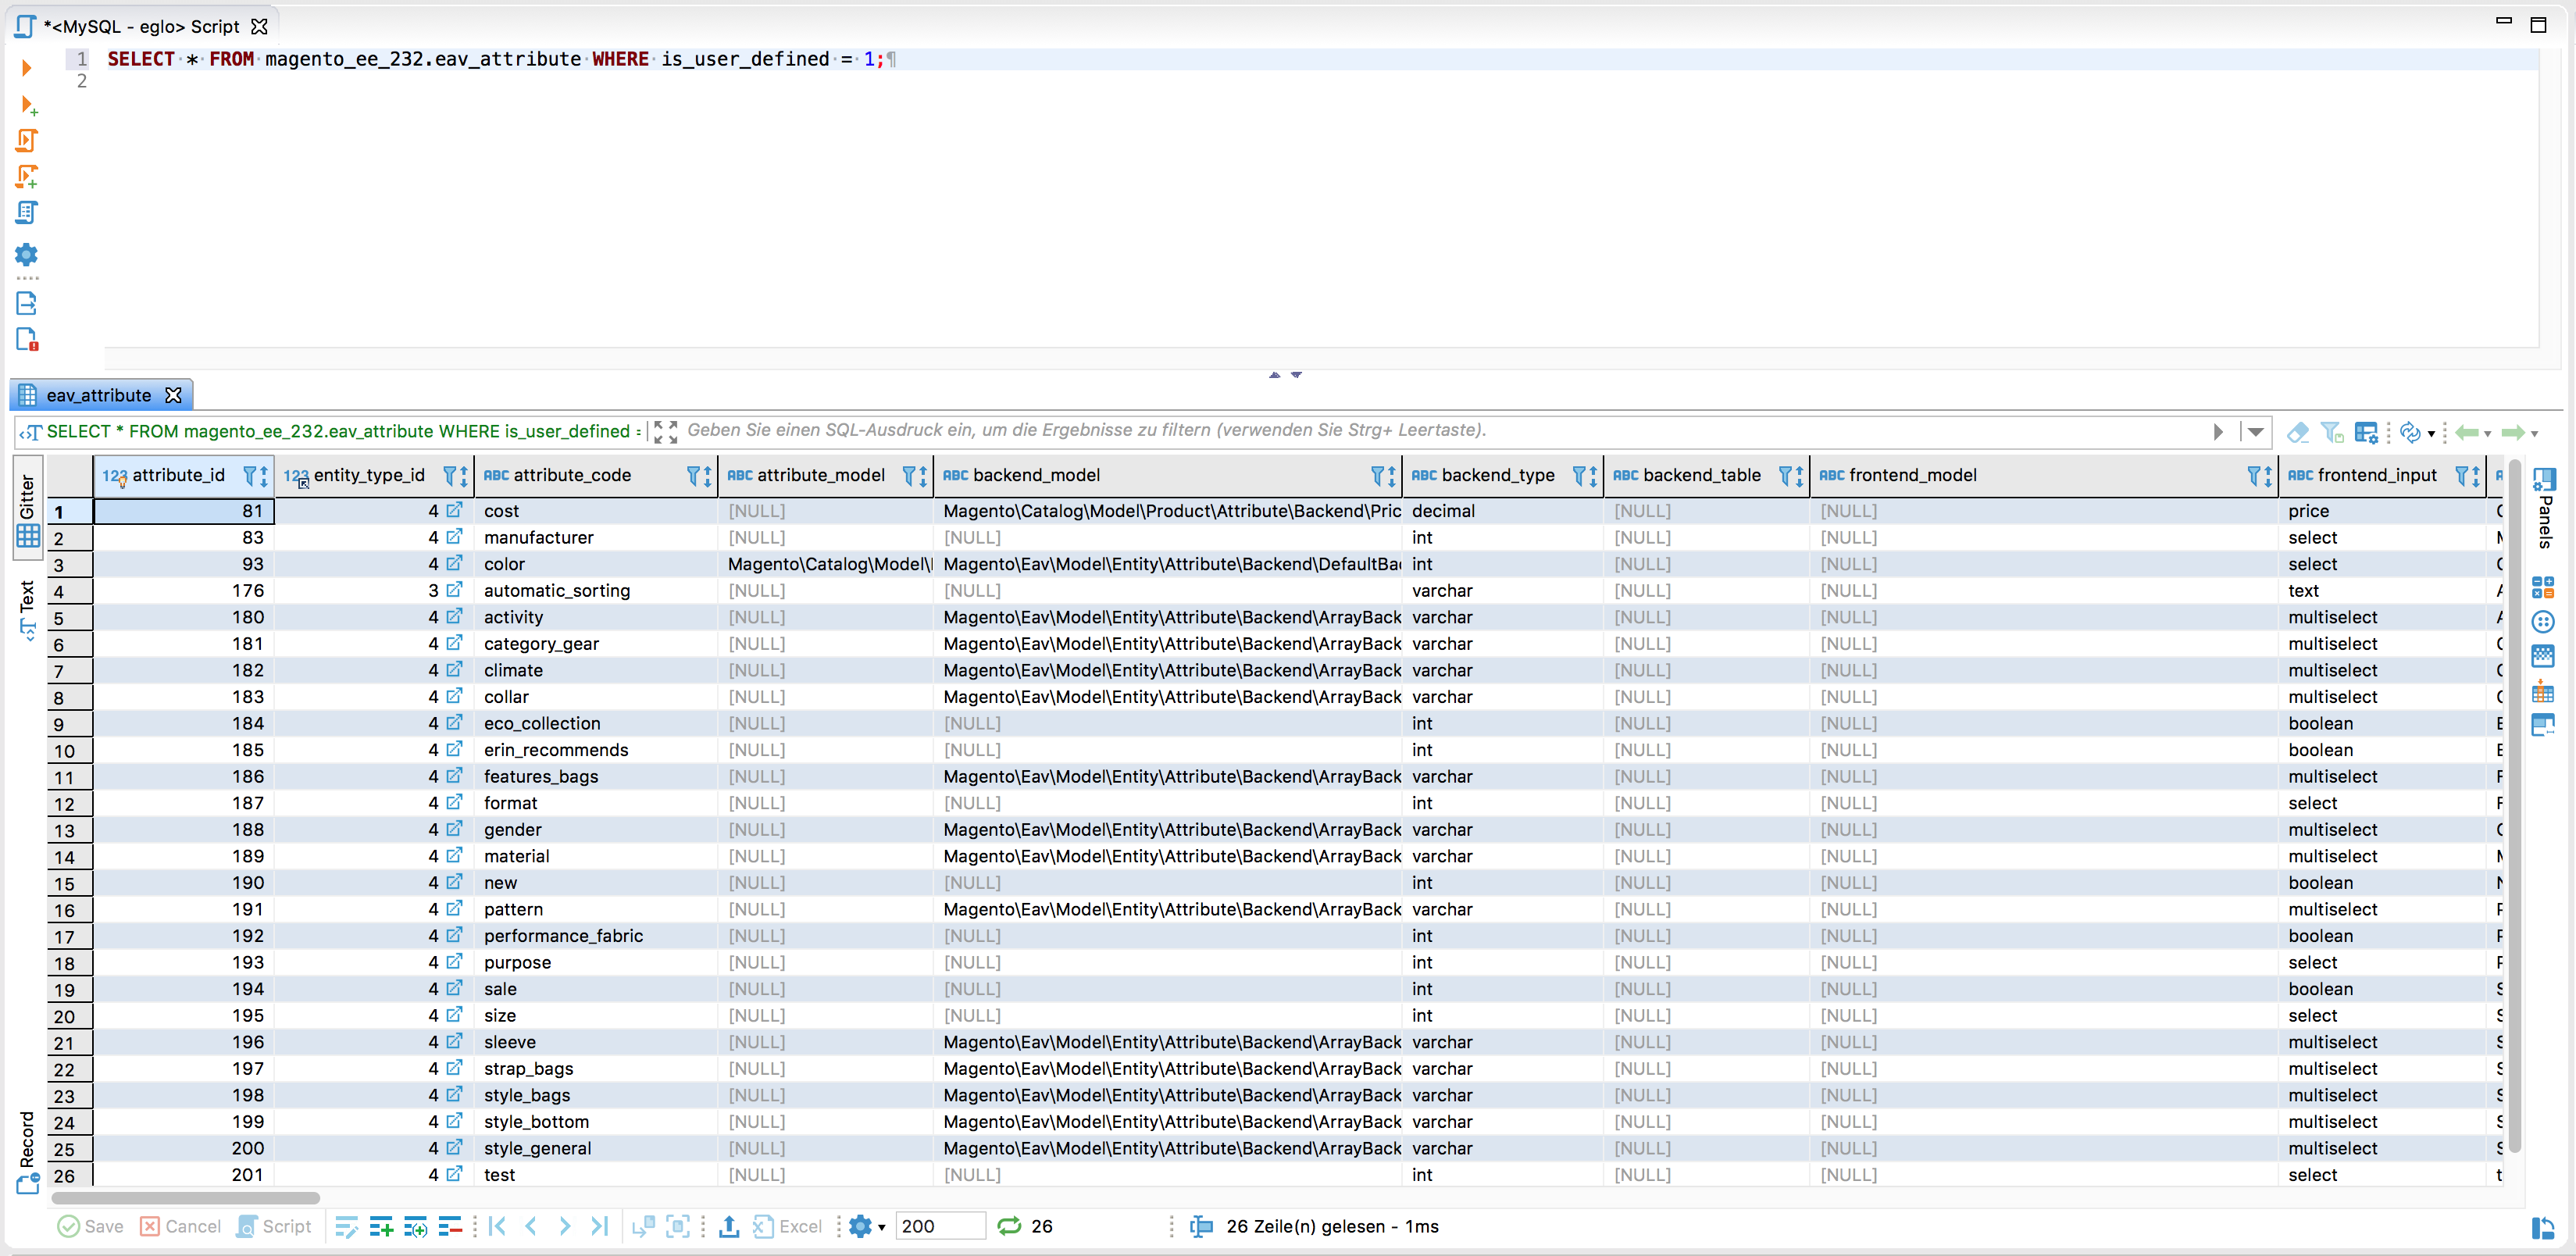 *<MySQL - eglo> Script
1 SELECT * FROM magento_ee_232.eav_attribute WHERE is_user_defined = 1;¶
2
eav_attribute
SELECT * FROM magento_ee_232.eav_attribute WHERE is_user_defined = Geben Sie einen SQL-Ausdruck ein, um die Ergebnisse zu filtern (verwenden Sie Strg+ Leertaste).
Gitter
Text
Record
Panels
123 attribute_id 123 entity_type_id ABC attribute_code ABC attribute_model ABC backend_model ABC backend_type ABC backend_table ABC frontend_model ABC frontend_input
1 81 4 cost [NULL] Magento\Catalog\Model\Product\Attribute\Backend\Pric decimal [NULL] [NULL] price
2 83 4 manufacturer [NULL] [NULL] int [NULL] [NULL] select
3 93 4 color Magento\Catalog\Model\ Magento\Eav\Model\Entity\Attribute\Backend\DefaultBa int [NULL] [NULL] select
4 176 3 automatic_sorting [NULL] [NULL] varchar [NULL] [NULL] text
5 180 4 activity [NULL] Magento\Eav\Model\Entity\Attribute\Backend\ArrayBack varchar [NULL] [NULL] multiselect
6 181 4 category_gear [NULL] Magento\Eav\Model\Entity\Attribute\Backend\ArrayBack varchar [NULL] [NULL] multiselect
7 182 4 climate [NULL] Magento\Eav\Model\Entity\Attribute\Backend\ArrayBack varchar [NULL] [NULL] multiselect
8 183 4 collar [NULL] Magento\Eav\Model\Entity\Attribute\Backend\ArrayBack varchar [NULL] [NULL] multiselect
9 184 4 eco_collection [NULL] [NULL] int [NULL] [NULL] boolean
10 185 4 erin_recommends [NULL] [NULL] int [NULL] [NULL] boolean
11 186 4 features_bags [NULL] Magento\Eav\Model\Entity\Attribute\Backend\ArrayBack varchar [NULL] [NULL] multiselect
12 187 4 format [NULL] [NULL] int [NULL] [NULL] select
13 188 4 gender [NULL] Magento\Eav\Model\Entity\Attribute\Backend\ArrayBack varchar [NULL] [NULL] multiselect
14 189 4 material [NULL] Magento\Eav\Model\Entity\Attribute\Backend\ArrayBack varchar [NULL] [NULL] multiselect
15 190 4 new [NULL] [NULL] int [NULL] [NULL] boolean
16 191 4 pattern [NULL] Magento\Eav\Model\Entity\Attribute\Backend\ArrayBack varchar [NULL] [NULL] multiselect
17 192 4 performance_fabric [NULL] [NULL] int [NULL] [NULL] boolean
18 193 4 purpose [NULL] [NULL] int [NULL] [NULL] select
19 194 4 sale [NULL] [NULL] int [NULL] [NULL] boolean
20 195 4 size [NULL] [NULL] int [NULL] [NULL] select
21 196 4 sleeve [NULL] Magento\Eav\Model\Entity\Attribute\Backend\ArrayBack varchar [NULL] [NULL] multiselect
22 197 4 strap_bags [NULL] Magento\Eav\Model\Entity\Attribute\Backend\ArrayBack varchar [NULL] [NULL] multiselect
23 198 4 style_bags [NULL] Magento\Eav\Model\Entity\Attribute\Backend\ArrayBack varchar [NULL] [NULL] multiselect
24 199 4 style_bottom [NULL] Magento\Eav\Model\Entity\Attribute\Backend\ArrayBack varchar [NULL] [NULL] multiselect
25 200 4 style_general [NULL] Magento\Eav\Model\Entity\Attribute\Backend\ArrayBack varchar [NULL] [NULL] multiselect
26 201 4 test [NULL] [NULL] int [NULL] [NULL] select
Save Cancel Script Excel 200 26 26 Zeile(n) gelesen - 1ms